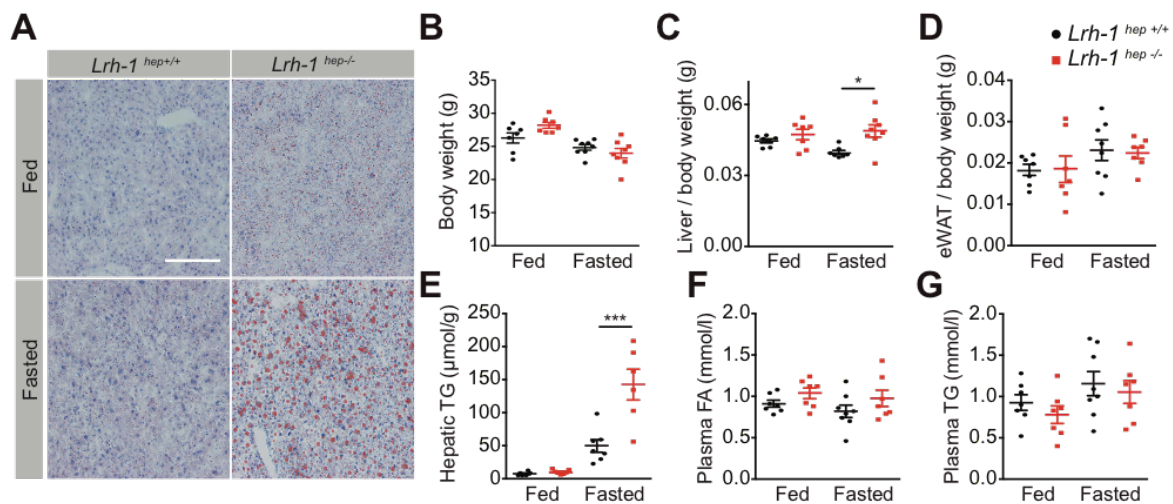 A
Lrh-1 hep+/+
Lrh-1 hep-/-
Fed
Fasted
B
Body weight (g)
35
30
25
20
15
10
Fed Fasted
C
Liver / body weight (g)
0.06
0.03
0.00
*
Fed Fasted
D
eWAT / body weight (g)
0.04
0.03
0.02
0.01
0.00
Fed Fasted
Lrh-1 hep +/+
Lrh-1 hep -/-
E
Hepatic TG (µmol/g)
250
200
150
100
50
0
***
Fed Fasted
F
Plasma FA (mmol/l)
2.0
1.5
1.0
0.5
0.0
Fed Fasted
G
Plasma TG (mmol/l)
2.0
1.5
1.0
0.5
0.0
Fed Fasted